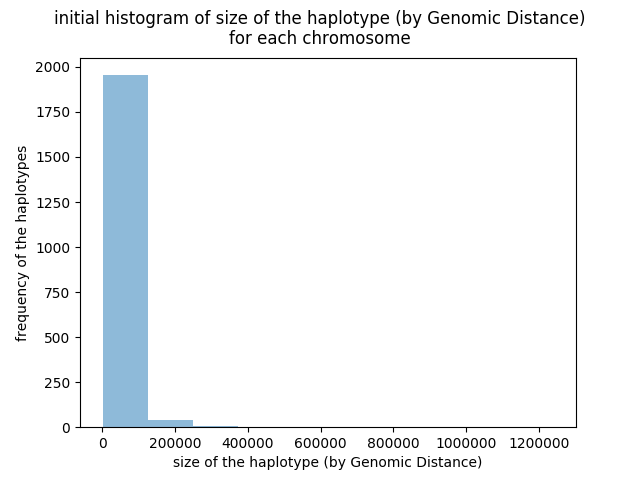 initial histogram of size of the haplotype (by Genomic Distance)
for each chromosome
2000
1750
1500
1250
1000
750
500
250
0
frequency of the haplotypes
0 200000 400000 600000 800000 1000000 1200000
size of the haplotype (by Genomic Distance)